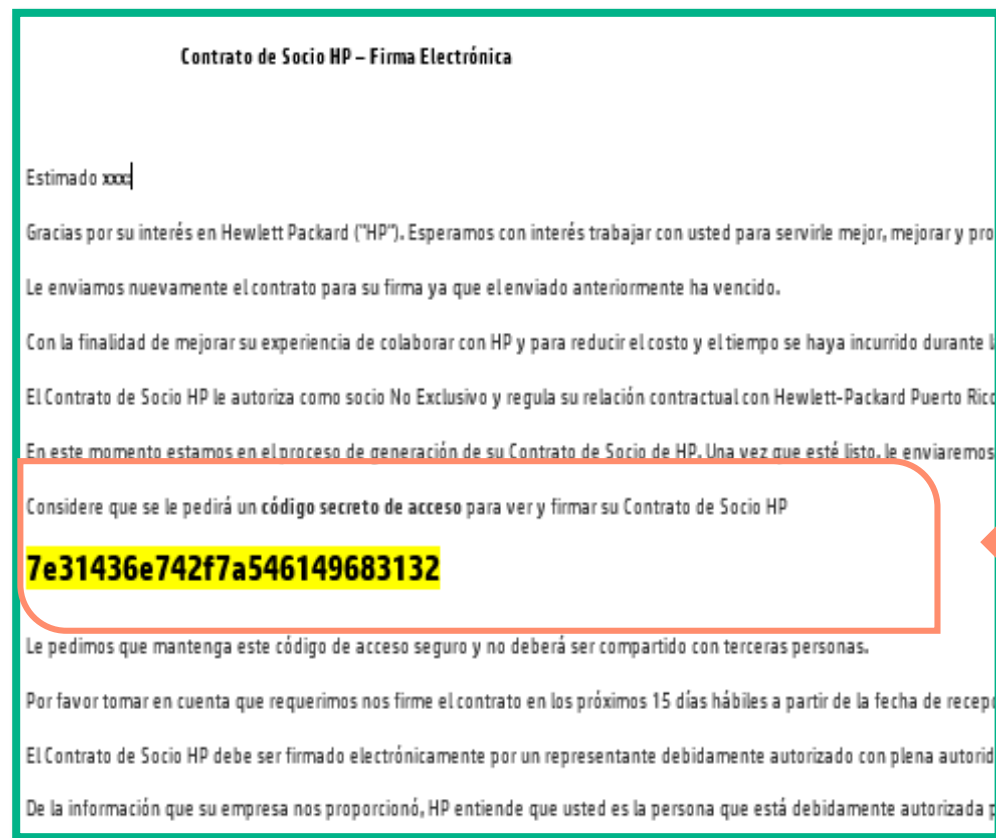 Contrato de Socio HP – Firma Electrónica
Estimado xxx:
Gracias por su interés en Hewlett Packard ("HP"). Esperamos con interés trabajar con usted para servirle mejor, mejorar y pro
Le enviamos nuevamente el contrato para su firma ya que el enviado anteriormente ha vencido.
Con la finalidad de mejorar su experiencia de colaborar con HP y para reducir el costo y el tiempo se haya incurrido durante l
El Contrato de Socio HP le autoriza como socio No Exclusivo y regula su relación contractual con Hewlett-Packard Puerto Rico
En este momento estamos en el proceso de generación de su Contrato de Socio de HP. Una vez que esté listo, le enviaremos
Considere que se le pedirá un código secreto de acceso para ver y firmar su Contrato de Socio HP
7e31436e742f7a546149683132
Le pedimos que mantenga este código de acceso seguro y no deberá ser compartido con terceras personas.
Por favor tomar en cuenta que requerimos nos firme el contrato en los próximos 15 días hábiles a partir de la fecha de recepc
El Contrato de Socio HP debe ser firmado electrónicamente por un representante debidamente autorizado con plena autorid
De la información que su empresa nos proporcionó, HP entiende que usted es la persona que está debidamente autorizada p